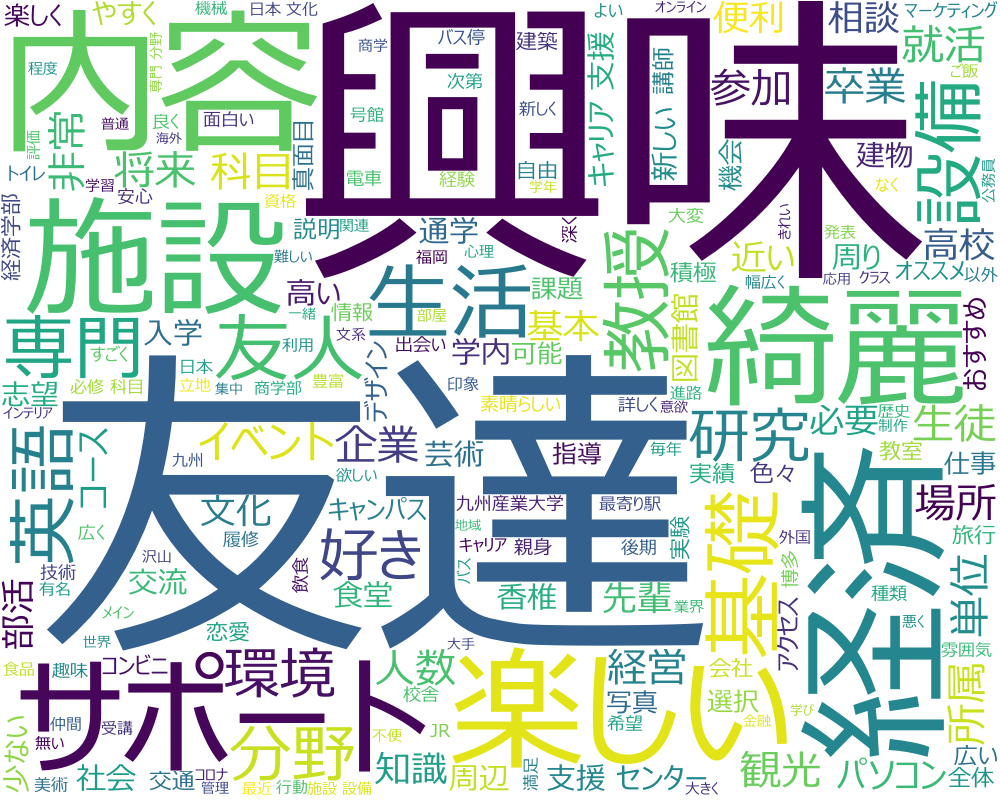 楽しく
やすく
機械
日本 文化
商学
バス停
建築
支援
講師
便利
相談
オンライン
マーケティング
よい
就活
ご飯
内容
興味
専門 分野
程度
次第
新しく
キャリア 支援
新しい
参加
卒業
設備
トイレ
評価
普通
良く
海外
面白い
号館
真面目
非常
将来
科目
電車
経験
自由
学年
機会
建物
なく
公務員
学習
安心
資格
経済学部
施設
説明
関連
通学
深く
大変
きれい
近い
周り
発表
高校
難しい
福岡
心理
教授
積極
幅広く
応用
クラス
オススメ
以外
高い
一緒
情報
部屋
課題
生活
専門
すごく
入学
友人
利用
文系
出会い
学内
基本
可能
図書館
綺麗
おすすめ
志望
必修 科目
立地
日本
集中
商学部
豊富
デザイン
印象
素晴らしい
詳しく
進路
意欲
研究
必要
歴史
制作
生徒
インテリア
英語
コース
九州
イベント
企業
欲しい
芸術
指導
毎年
実績
色々
教室
仕事
友達
広く
文化
履修
キャンパス
九州産業大学
最寄り駅
経済
場所
旅行
沢山
好き
地域
キャリア
親身
後期
実験
基礎
外国
博多
技術
有名
交流
飲食
バス
食堂
香椎
先輩
業界
アクセス
種類
悪く
単位
部活
メイン
恋愛
世界
大手
雰囲気
食品
趣味
コンビニ
サポート
環境
人数
校舎
楽しい
経営
会社
選択
所属
仲間
受講
無い
写真
希望
金融
学び
少ない
分野
不便
JR
広い
美術
社会
交通
コロナ
管理
最近
行動
施設 設備
知識
周辺
満足
支援 センター
大きく
観光
パソコン
全体